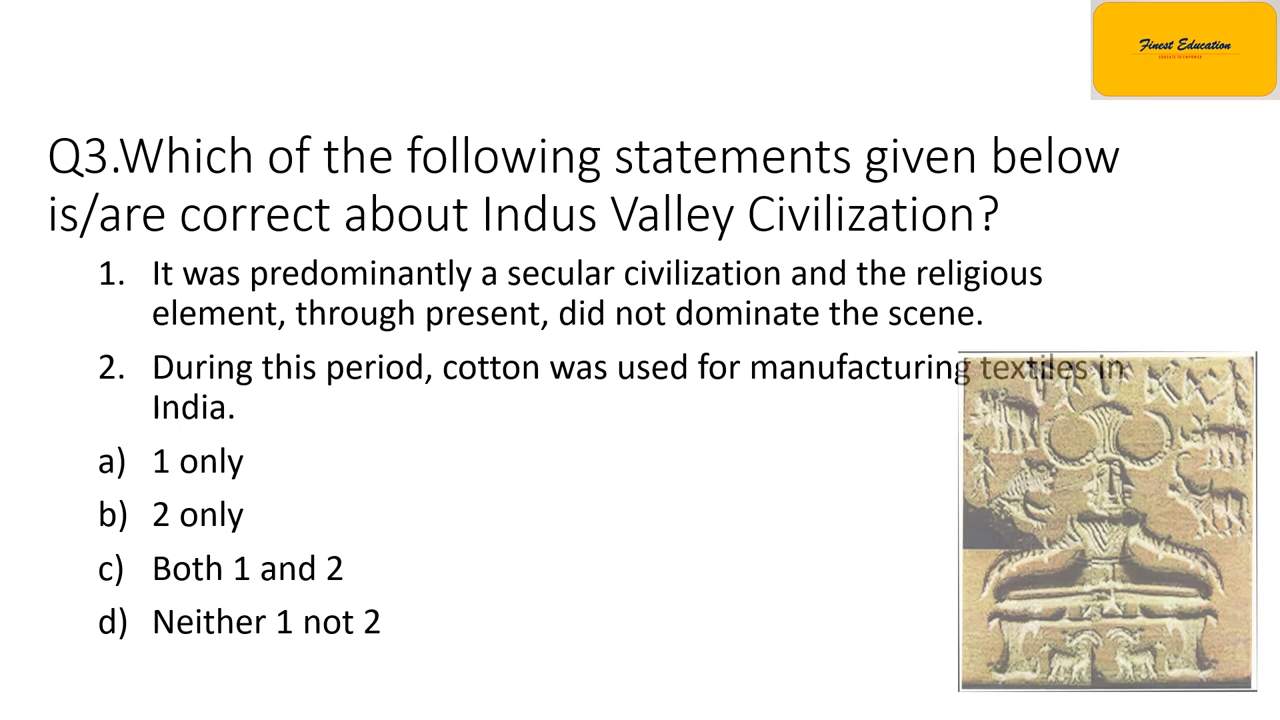 Finest Education
EDUCATE TO EMPOWER
Q3.Which of the following statements given below
is/are correct about Indus Valley Civilization?
1. It was predominantly a secular civilization and the religious
element, through present, did not dominate the scene.
2. During this period, cotton was used for manufacturing textiles in
India.
a) 1 only
b) 2 only
c) Both 1 and 2
d) Neither 1 not 2